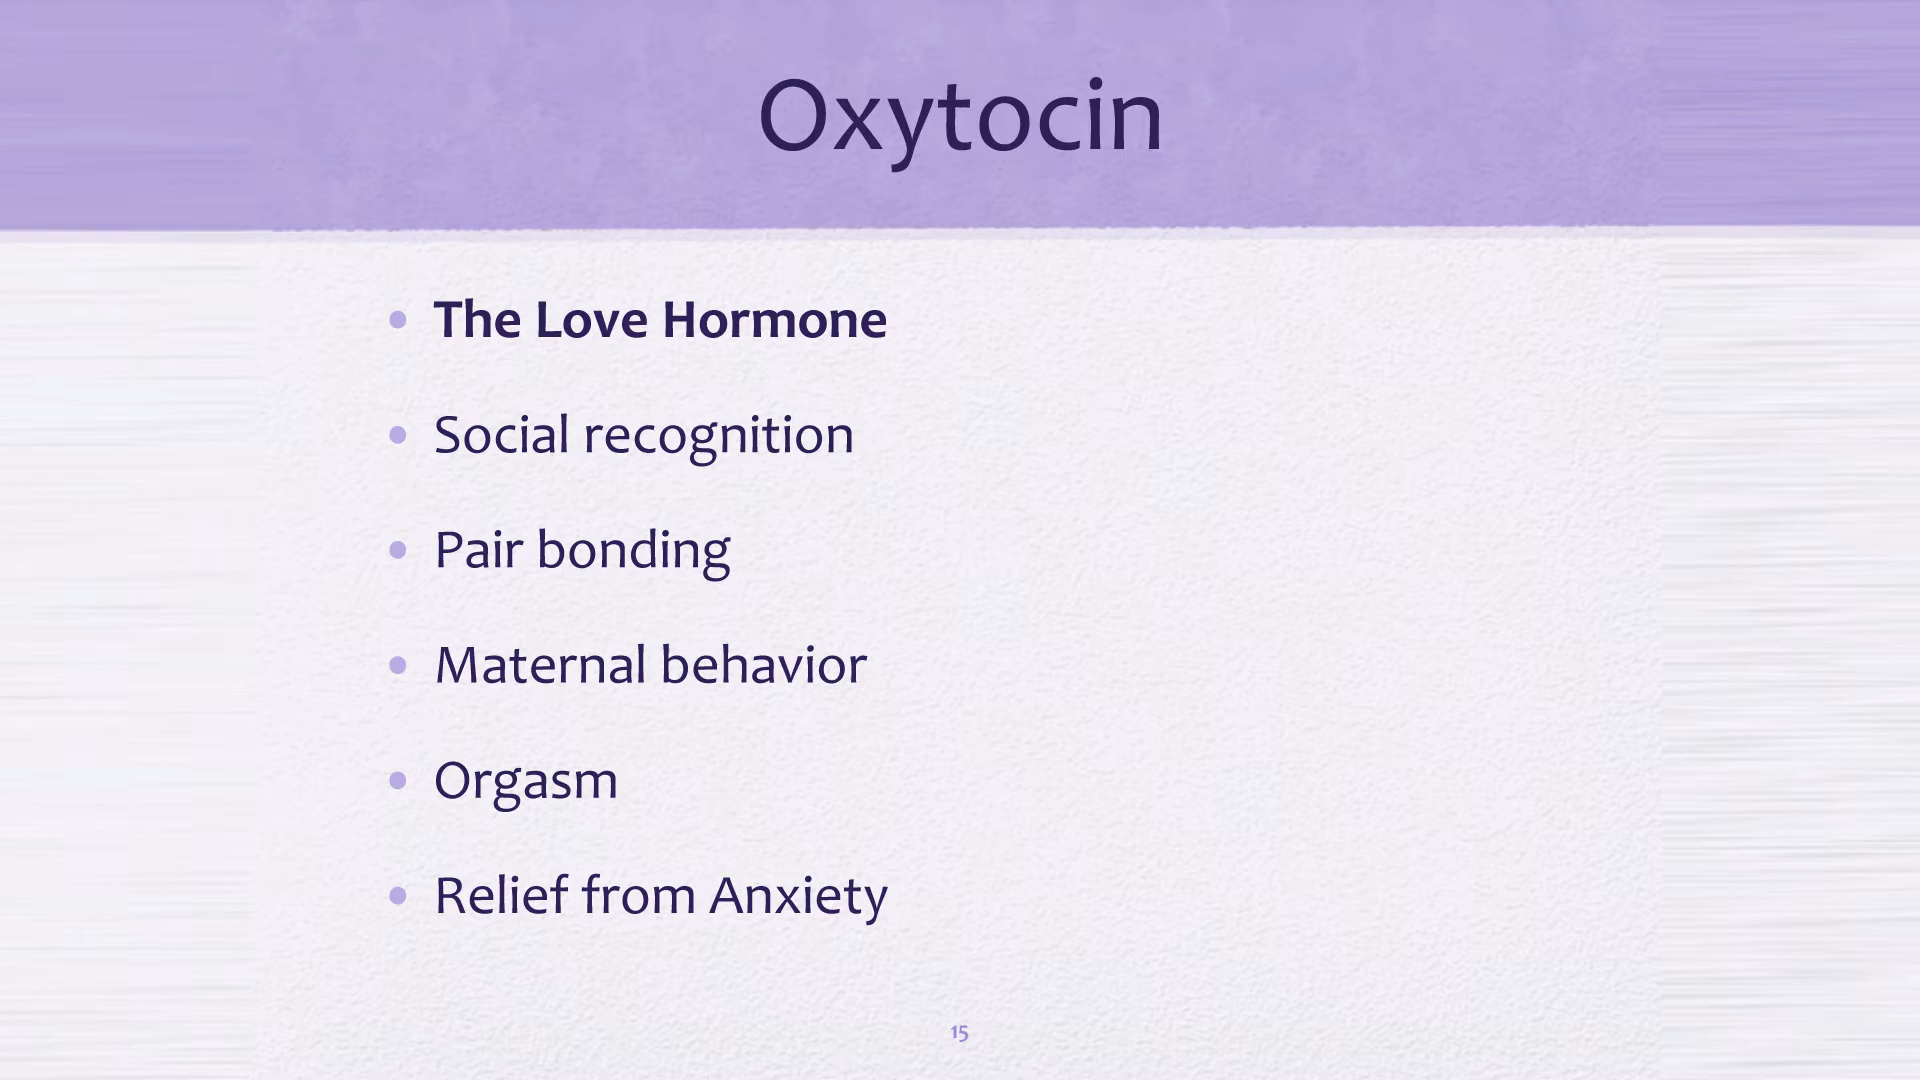 Oxytocin
• The Love Hormone
• Social recognition
• Pair bonding
• Maternal behavior
• Orgasm
• Relief from Anxiety
15